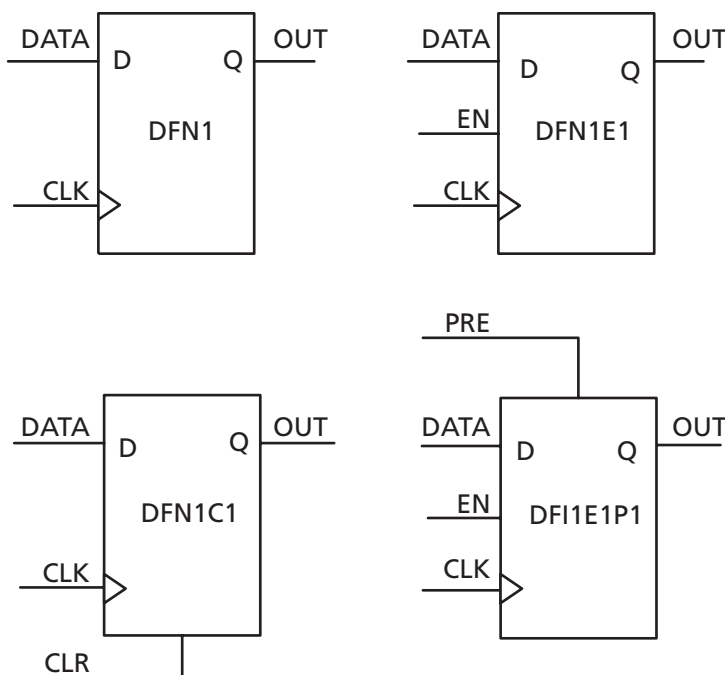 DATA
OUT
D
Q
DFN1
CLK
DATA
OUT
D
Q
EN
DFN1E1
CLK
DATA
OUT
D
Q
DFN1C1
CLK
CLR
PRE
DATA
OUT
D
Q
EN
DFI1E1P1
CLK